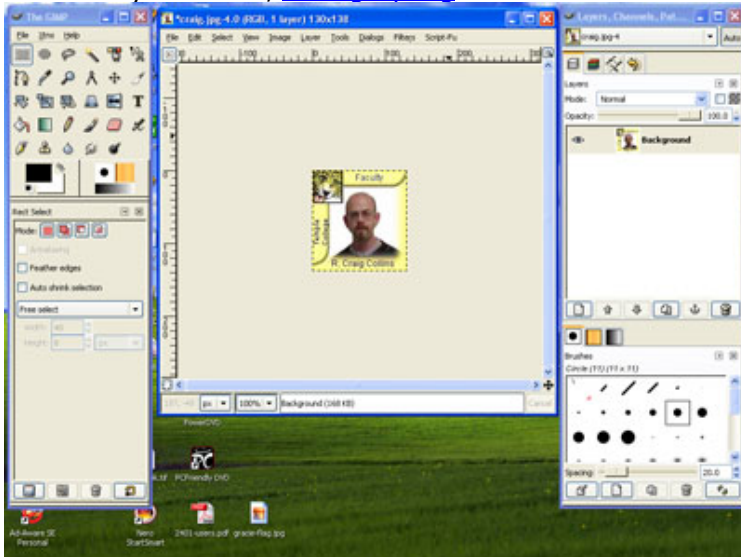 The GIMP
File Xtns Help
Rect Select
Mode:
Antialiasing
Feather edges
Auto shrink selection
Free select
Width: 40
Height: 8
px
*craig.jpg-4.0 (RGB, 1 layer) 130x138
File Edit Select View Image Layer Tools Dialogs Filters Script-Fu
Faculty
Temple College
R. Craig Collins
px
100%
Background (168 KB)
Cancel
Layers, Channels, Pat...
craig.jpg-4
Auto
Layers
Mode: Normal
Opacity: 100.0
Background
Brushes
Circle (11) (11 x 11)
Spacing: 20.0
PowerDVD
PCFriendly DVD
Ad-Aware SE Personal
Nero StartSmart
2401-users.pdf
gracie-flag.jpg